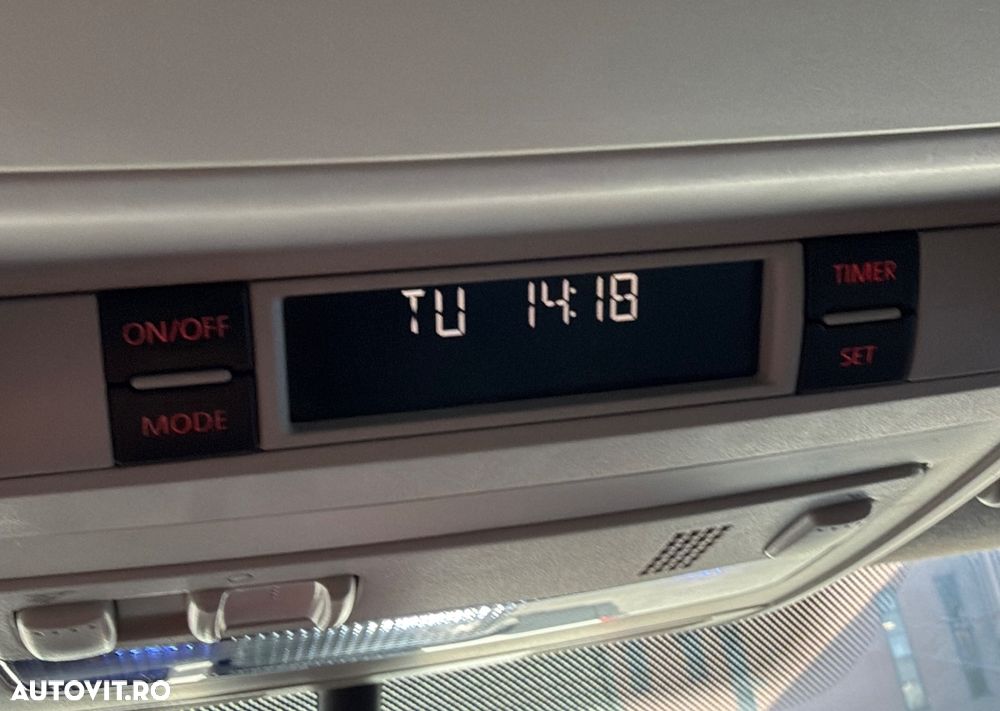 TU 14:18
ON/OFF
MODE
TIMER
SET
AUTOVIT.RO